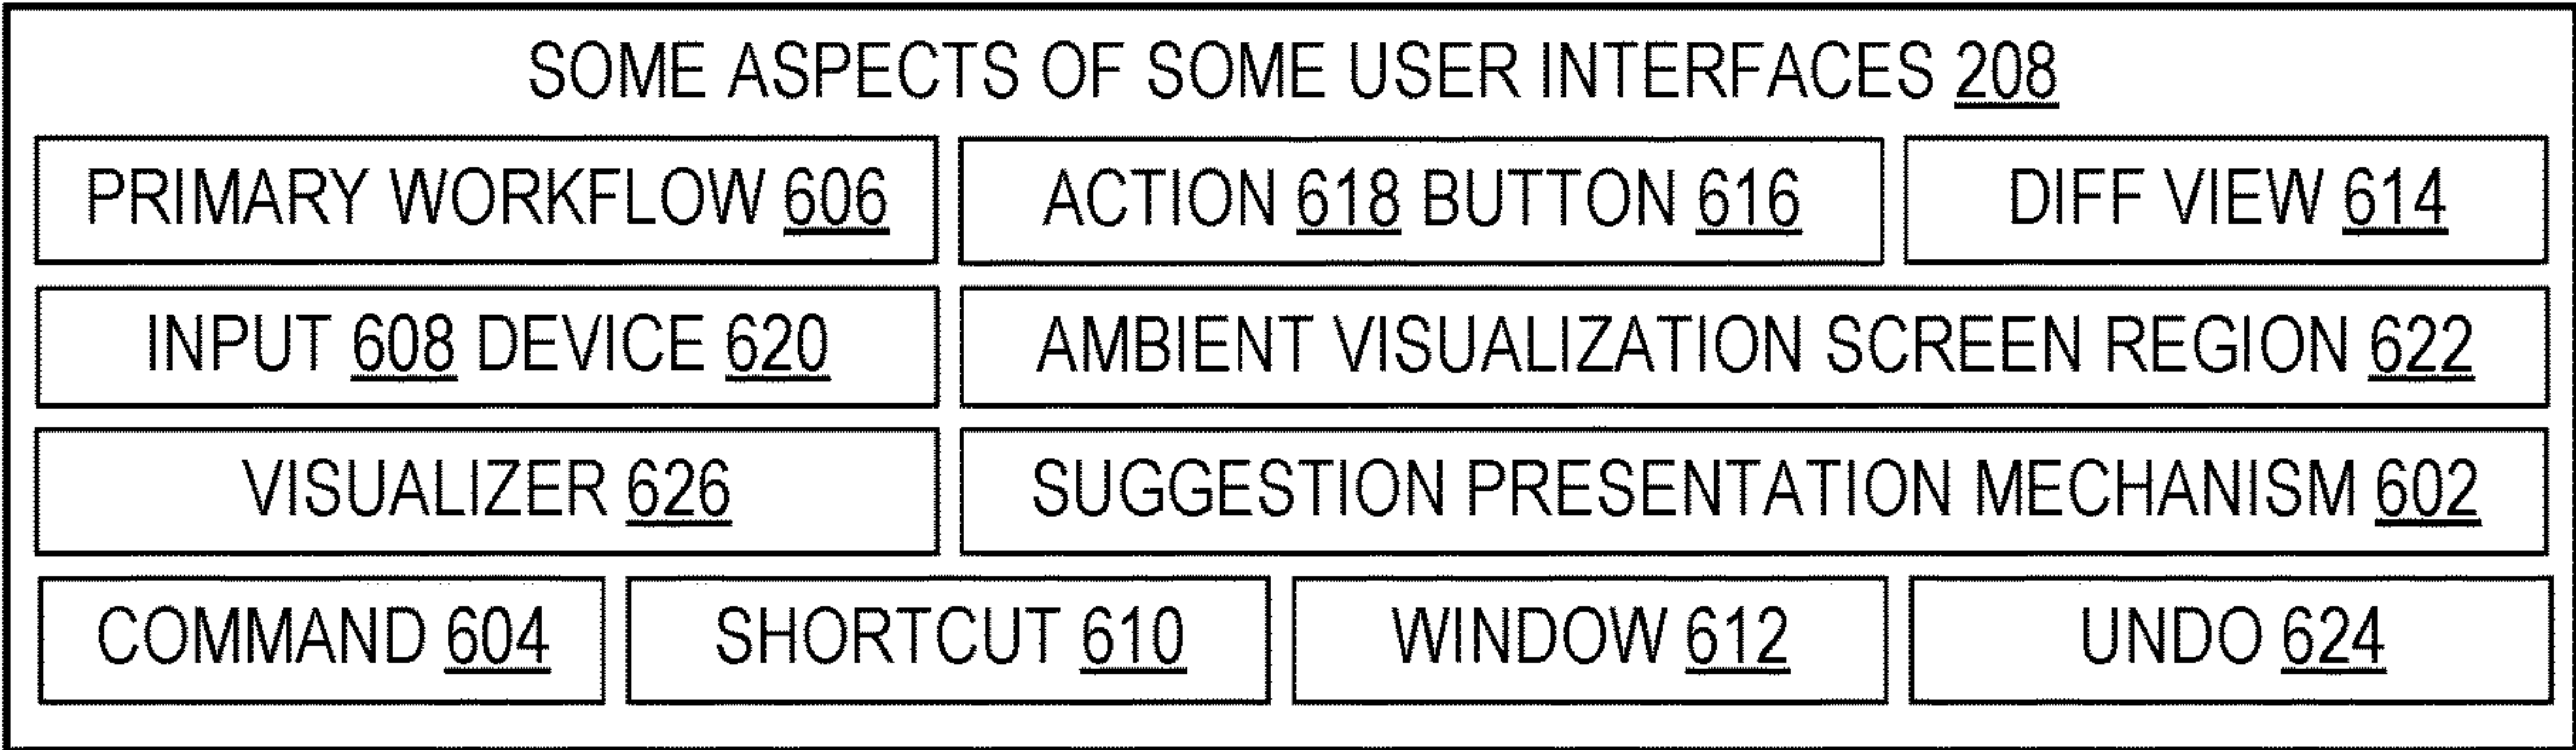 SOME ASPECTS OF SOME USER INTERFACES 208
PRIMARY WORKFLOW 606
ACTION 618 BUTTON 616
DIFF VIEW 614
INPUT 608 DEVICE 620
AMBIENT VISUALIZATION SCREEN REGION 622
VISUALIZER 626
SUGGESTION PRESENTATION MECHANISM 602
COMMAND 604
SHORTCUT 610
WINDOW 612
UNDO 624